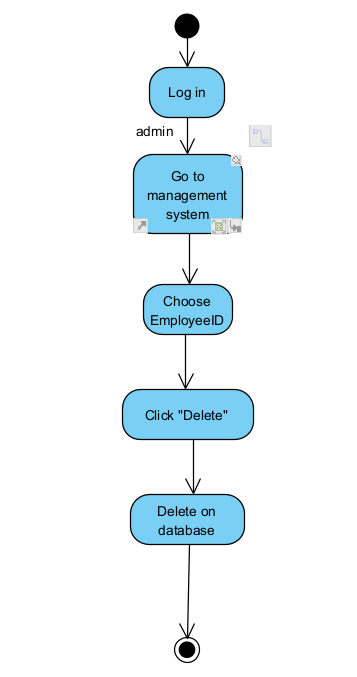 Log in
admin
Go to
management
system
Choose
EmployeeID
Click "Delete"
Delete on
database